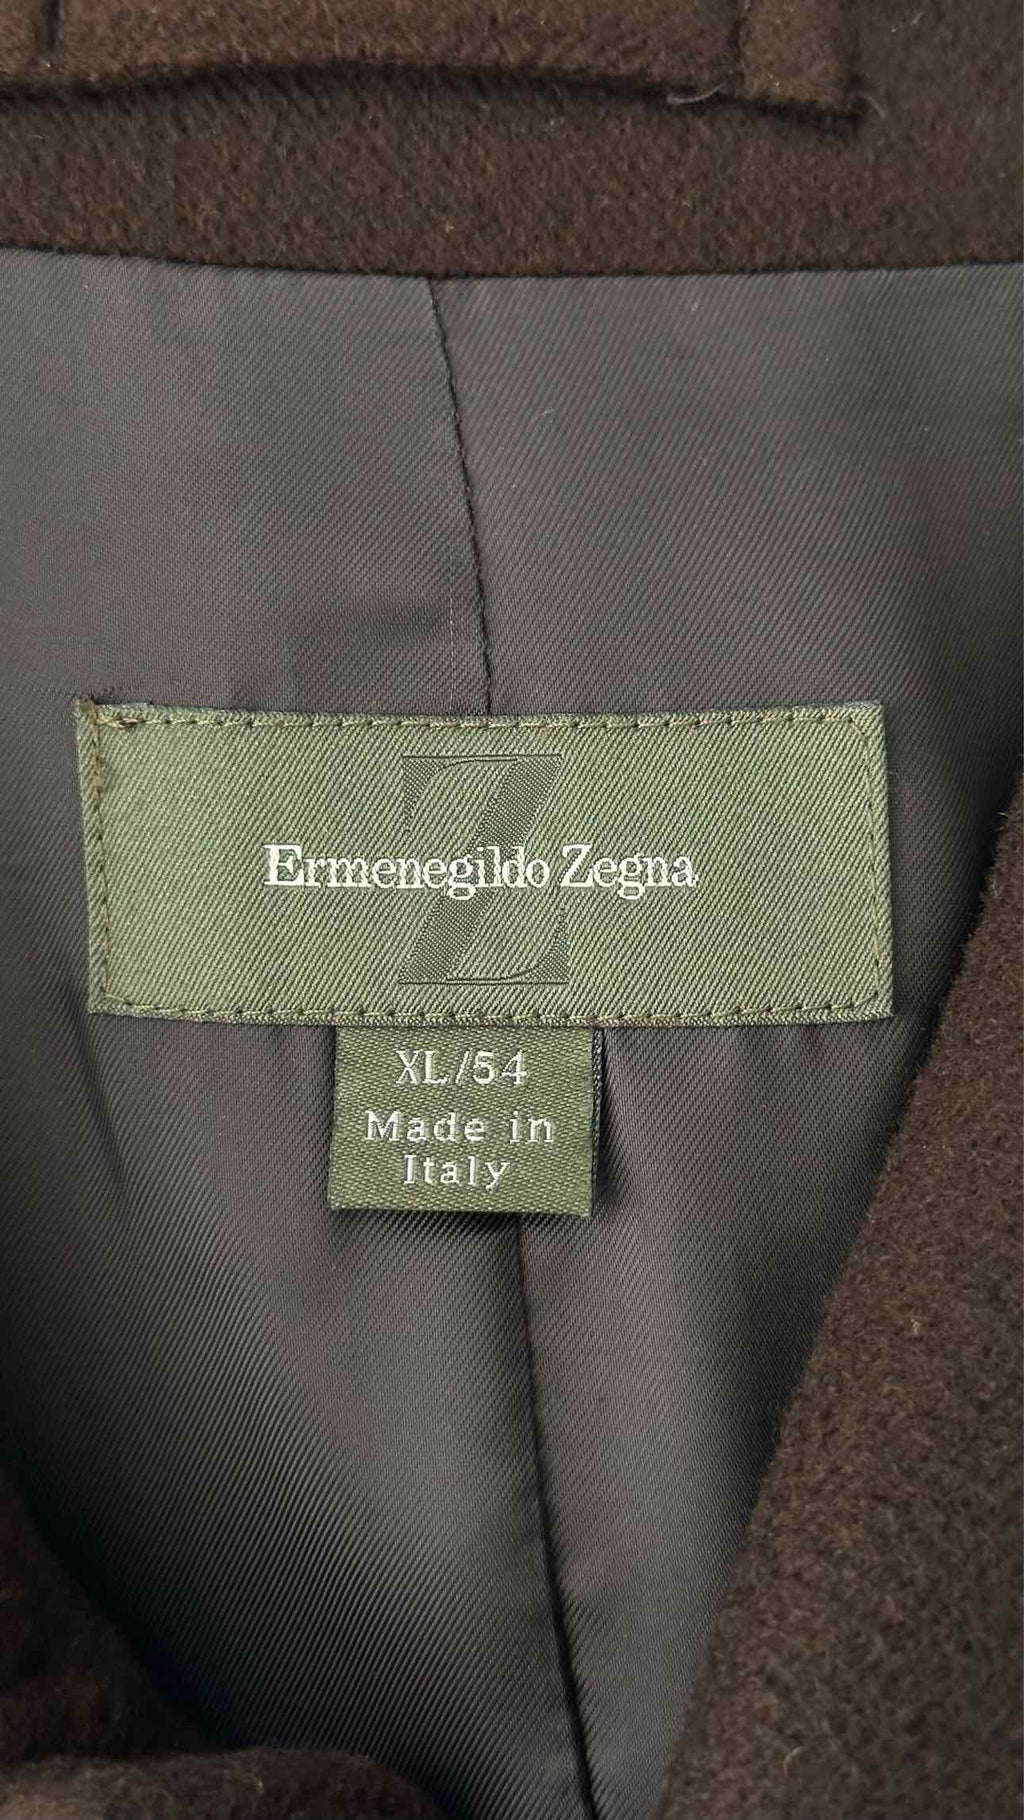 Z
Ermenegildo Zegna
XL/54
Made in
Italy